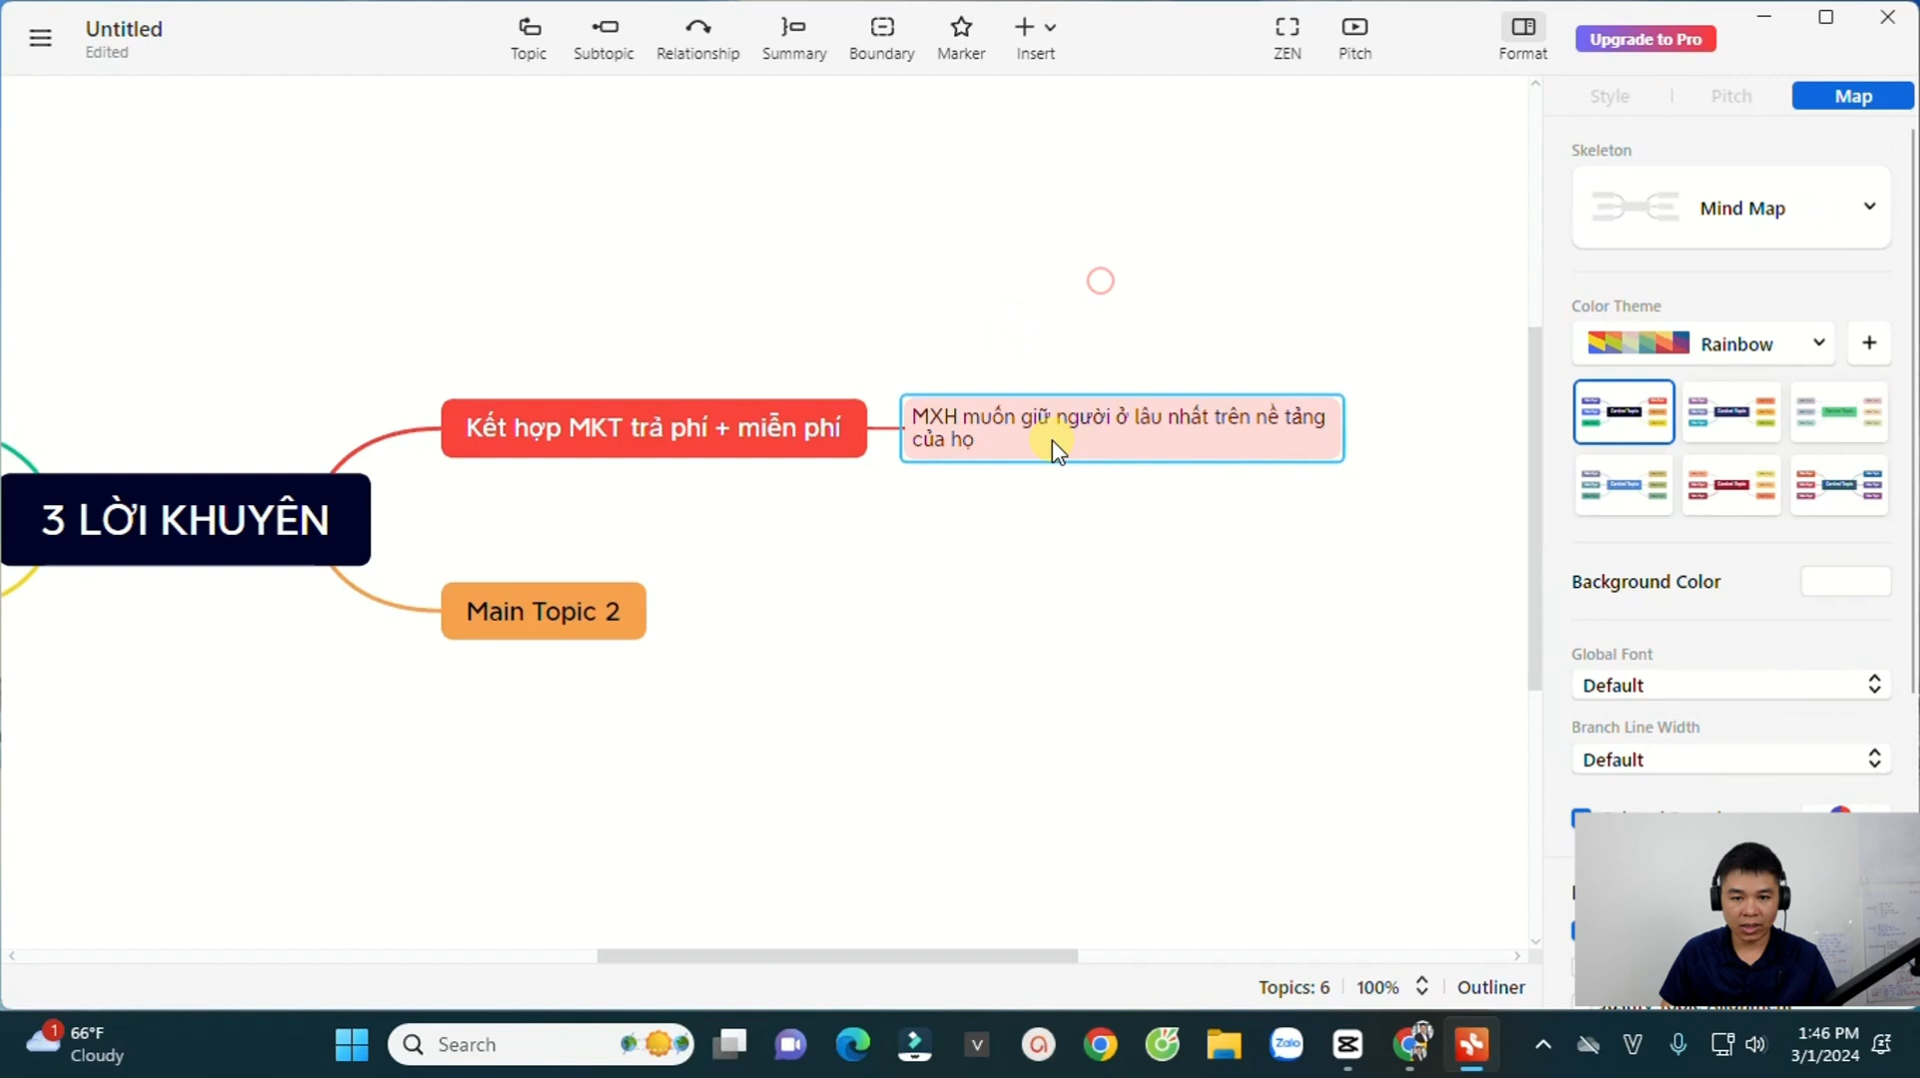 Untitled
Edited
Topic
Subtopic
Relationship
Summary
Boundary
Marker
Insert
ZEN
Pitch
Format
Upgrade to Pro
Style
Pitch
Map
Skeleton
Mind Map
Color Theme
Rainbow
Kết hợp MKT trả phí + miễn phí
MXH muốn giữ người ở lâu nhất trên nề tảng
của họ
3 LỜI KHUYÊN
Main Topic 2
Background Color
Global Font
Default
Branch Line Width
Default
Topics: 6
100%
Outliner
1
66°F
Cloudy
Search
Zalo
1:46 PM
3/1/2024